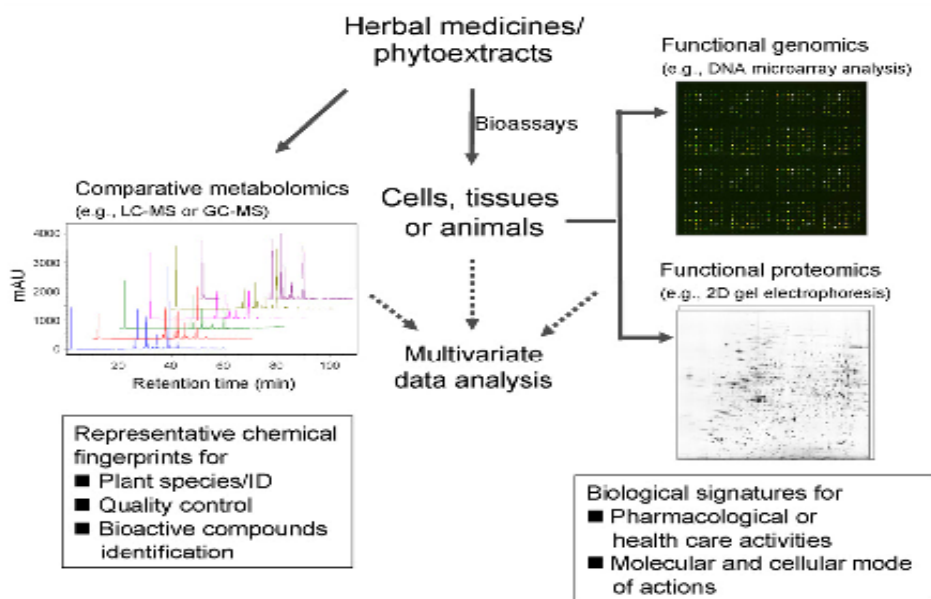 Herbal medicines/
phytoextracts
Functional genomics
(e.g., DNA microarray analysis)
Bioassays
Comparative metabolomics
(e.g., LC-MS or GC-MS)
4000
3000
2000
1000
0
mAU
20
40
60
80
100
Retention time (min)
Cells, tissues
or animals
Functional proteomics
(e.g., 2D gel electrophoresis)
Multivariate
data analysis
Representative chemical
fingerprints for
■ Plant species/ID
■ Quality control
■ Bioactive compounds
identification
Biological signatures for
■ Pharmacological or
health care activities
■ Molecular and cellular mode
of actions